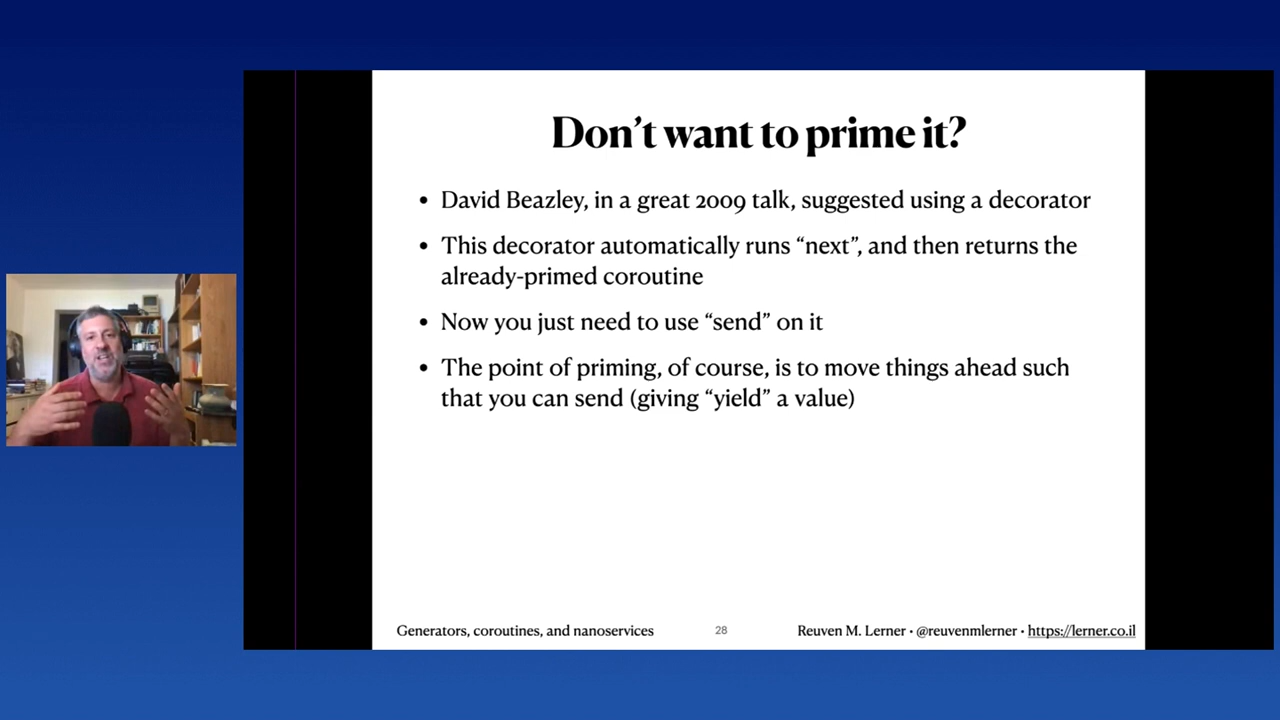 Don’t want to prime it?
• David Beazley, in a great 2009 talk, suggested using a decorator
• This decorator automatically runs “next”, and then returns the
already-primed coroutine
• Now you just need to use “send” on it
• The point of priming, of course, is to move things ahead such
that you can send (giving “yield” a value)
Generators, coroutines, and nanoservices
28
Reuven M. Lerner • @reuvenmlerner • https://lerner.co.il